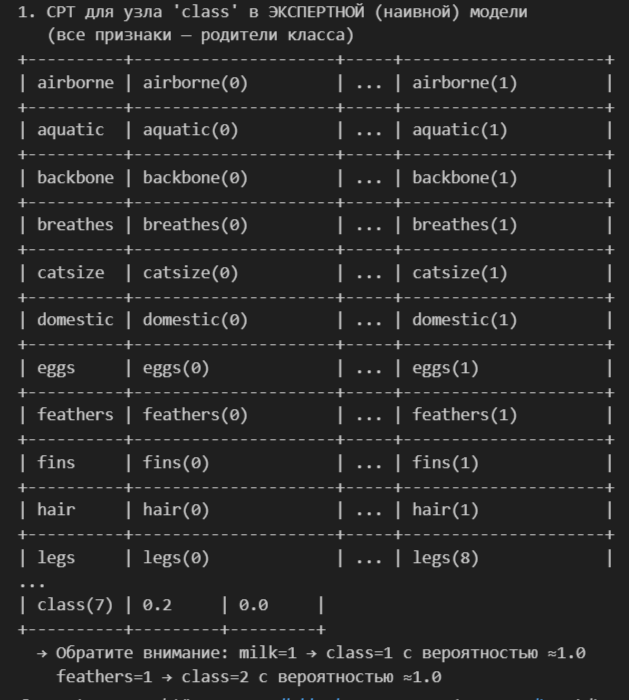 1. CPT для узла 'class' в ЭКСПЕРТНОЙ (наивной) модели
(все признаки — родители класса)
+----------+---------------------+-----+---------------------+
| airborne | airborne(0)         | ... | airborne(1)         |
+----------+---------------------+-----+---------------------+
| aquatic  | aquatic(0)          | ... | aquatic(1)          |
+----------+---------------------+-----+---------------------+
| backbone | backbone(0)         | ... | backbone(1)         |
+----------+---------------------+-----+---------------------+
| breathes | breathes(0)         | ... | breathes(1)         |
+----------+---------------------+-----+---------------------+
| catsize  | catsize(0)          | ... | catsize(1)          |
+----------+---------------------+-----+---------------------+
| domestic | domestic(0)         | ... | domestic(1)         |
+----------+---------------------+-----+---------------------+
| eggs     | eggs(0)             | ... | eggs(1)             |
+----------+---------------------+-----+---------------------+
| feathers | feathers(0)         | ... | feathers(1)         |
+----------+---------------------+-----+---------------------+
| fins     | fins(0)             | ... | fins(1)             |
+----------+---------------------+-----+---------------------+
| hair     | hair(0)             | ... | hair(1)             |
+----------+---------------------+-----+---------------------+
| legs     | legs(0)             | ... | legs(8)             |
...
| class(7) | 0.2     | 0.0     |
+----------+---------+---------+
→ Обратите внимание: milk=1 → class=1 с вероятностью ≈1.0
feathers=1 → class=2 с вероятностью ≈1.0